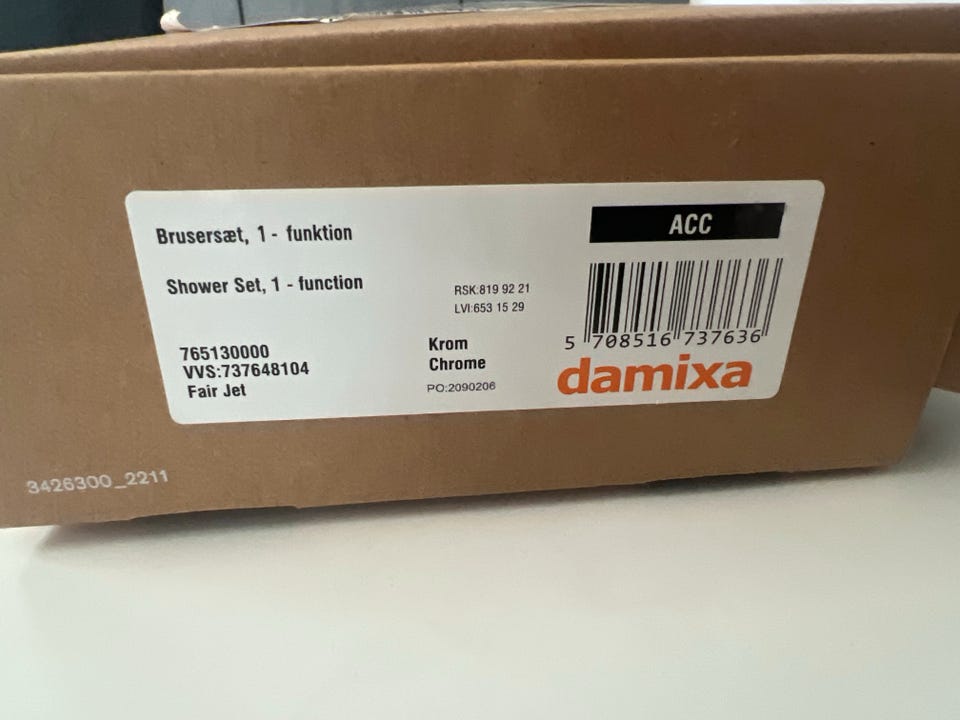 Brusersæt, 1 - funktion
Shower Set, 1 - function
765130000
VVS:737648104
Fair Jet
RSK:819 92 21
LVI:653 15 29
Krom
Chrome
PO:2090206
ACC
5 708516 737636
damixa
3426300_2211